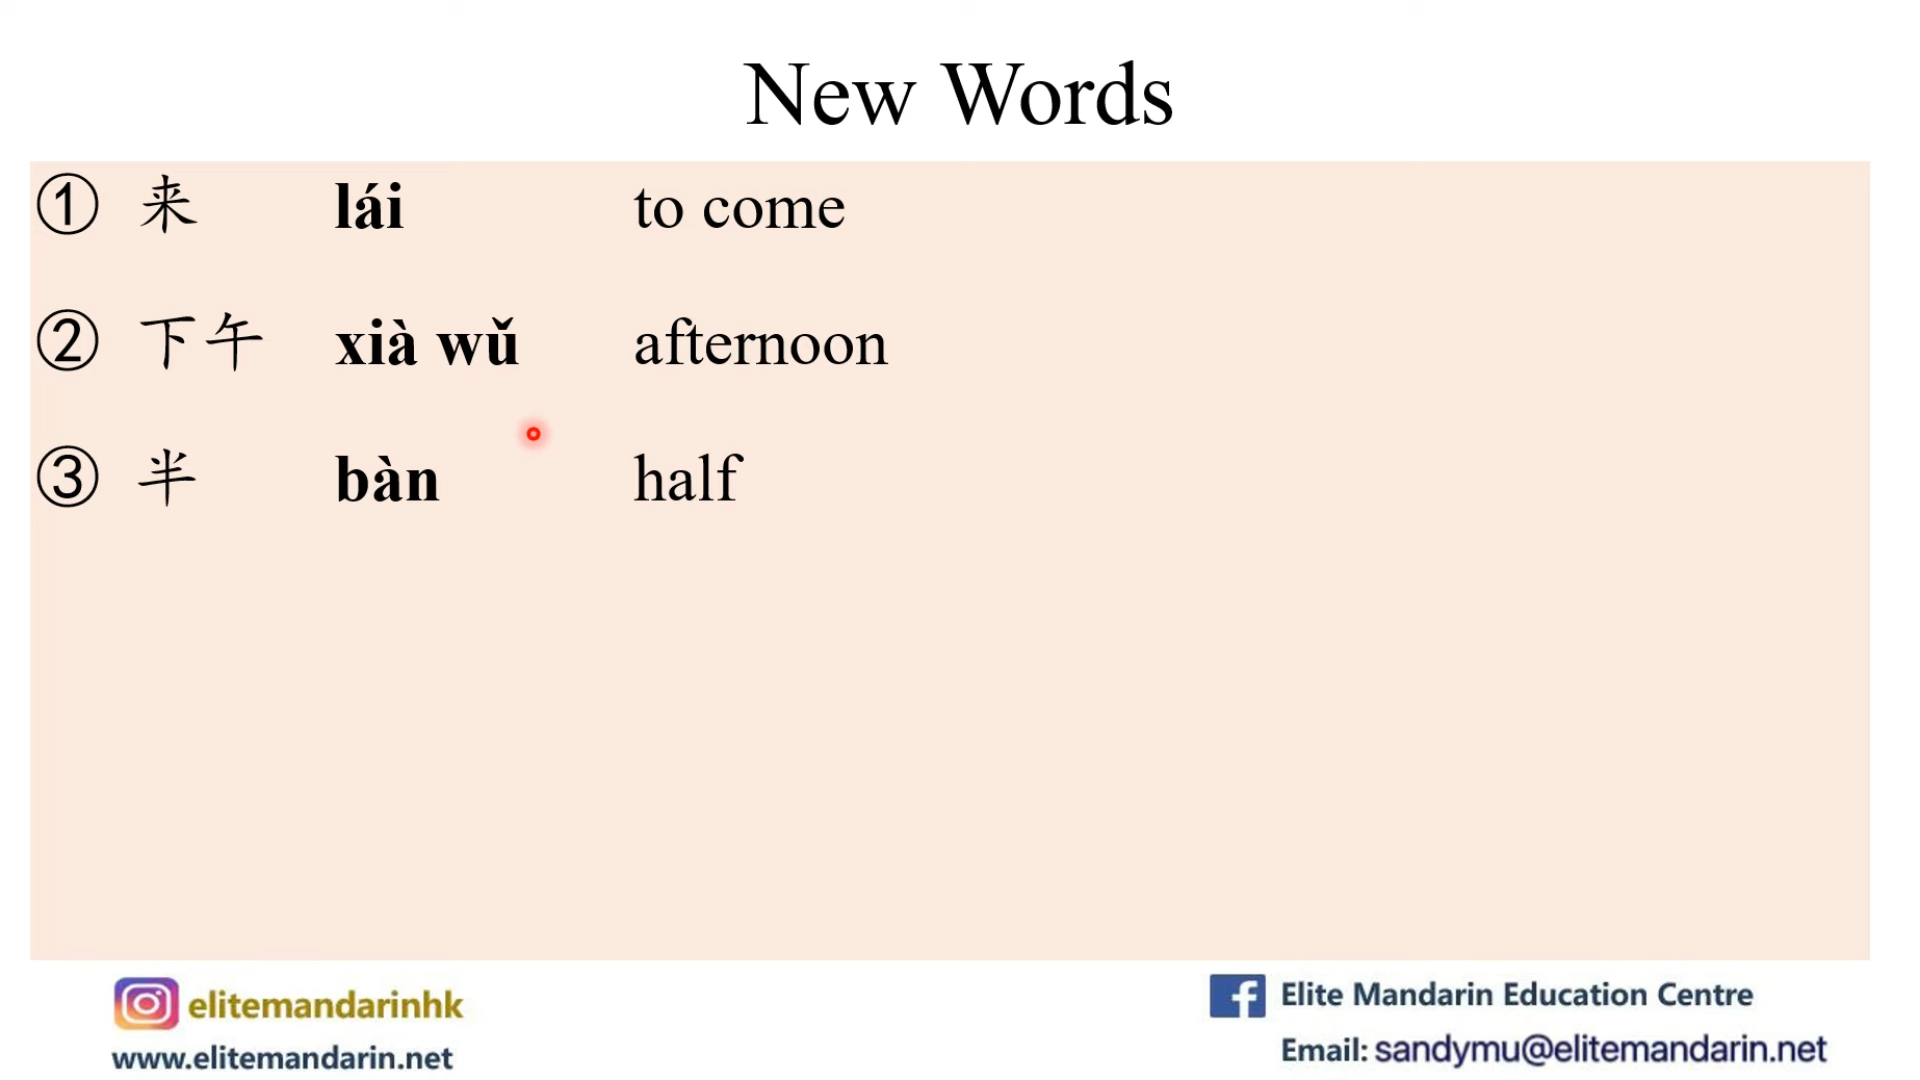 New Words
① 来 lái to come
② 下午 xià wǔ afternoon
③ 半 bàn half
elitemandarinhk
www.elitemandarin.net
Elite Mandarin Education Centre
Email: sandymu@elitemandarin.net